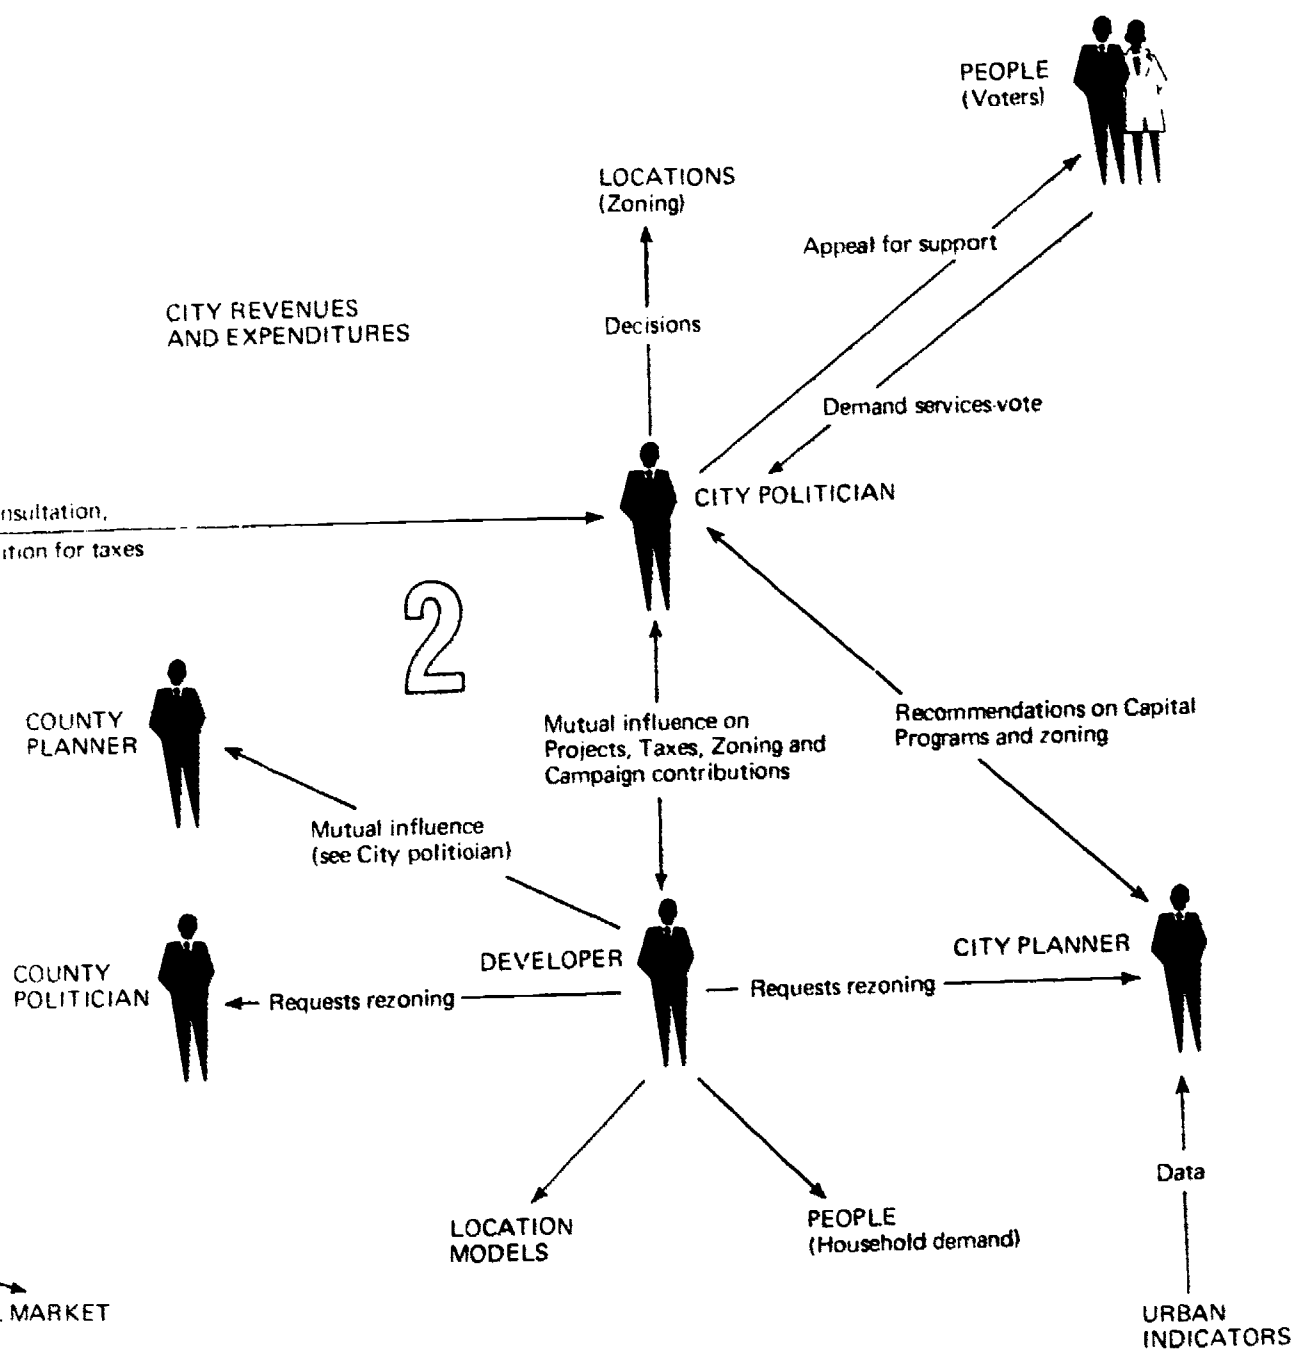 PEOPLE
(Voters)
LOCATIONS
(Zoning)
Appeal for support
CITY REVENUES
AND EXPENDITURES
Decisions
Demand services-vote
CITY POLITICIAN
nsultation,
ition for taxes
2
COUNTY
PLANNER
Mutual influence on
Projects, Taxes, Zoning and
Campaign contributions
Recommendations on Capital
Programs and zoning
Mutual influence
(see City politioian)
DEVELOPER
CITY PLANNER
COUNTY
POLITICIAN
Requests rezoning
Requests rezoning
Data
LOCATION
MODELS
PEOPLE
(Household demand)
MARKET
URBAN
INDICATORS